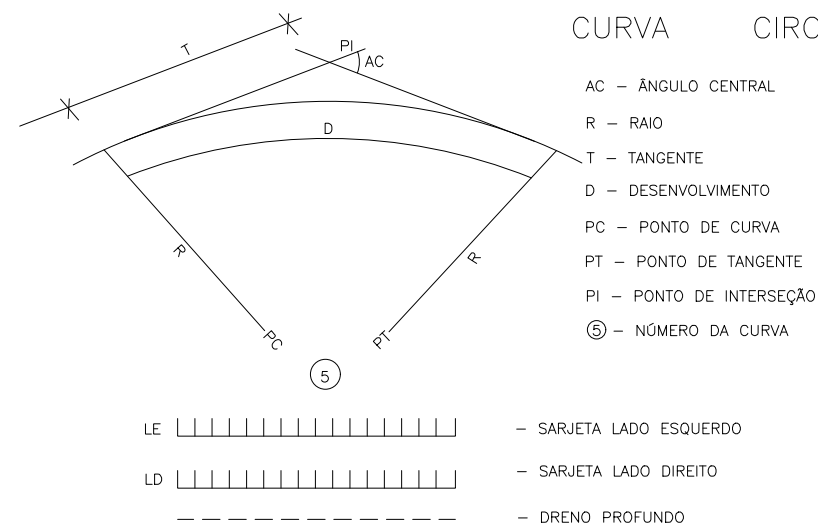 CURVA CIRC
T
PI
AC
D
R
R
PC
PT
5
AC – ÂNGULO CENTRAL
R – RAIO
T – TANGENTE
D – DESENVOLVIMENTO
PC – PONTO DE CURVA
PT – PONTO DE TANGENTE
PI – PONTO DE INTERSEÇÃO
5 – NÚMERO DA CURVA
LE – SARJETA LADO ESQUERDO
LD – SARJETA LADO DIREITO
– DRENO PROFUNDO